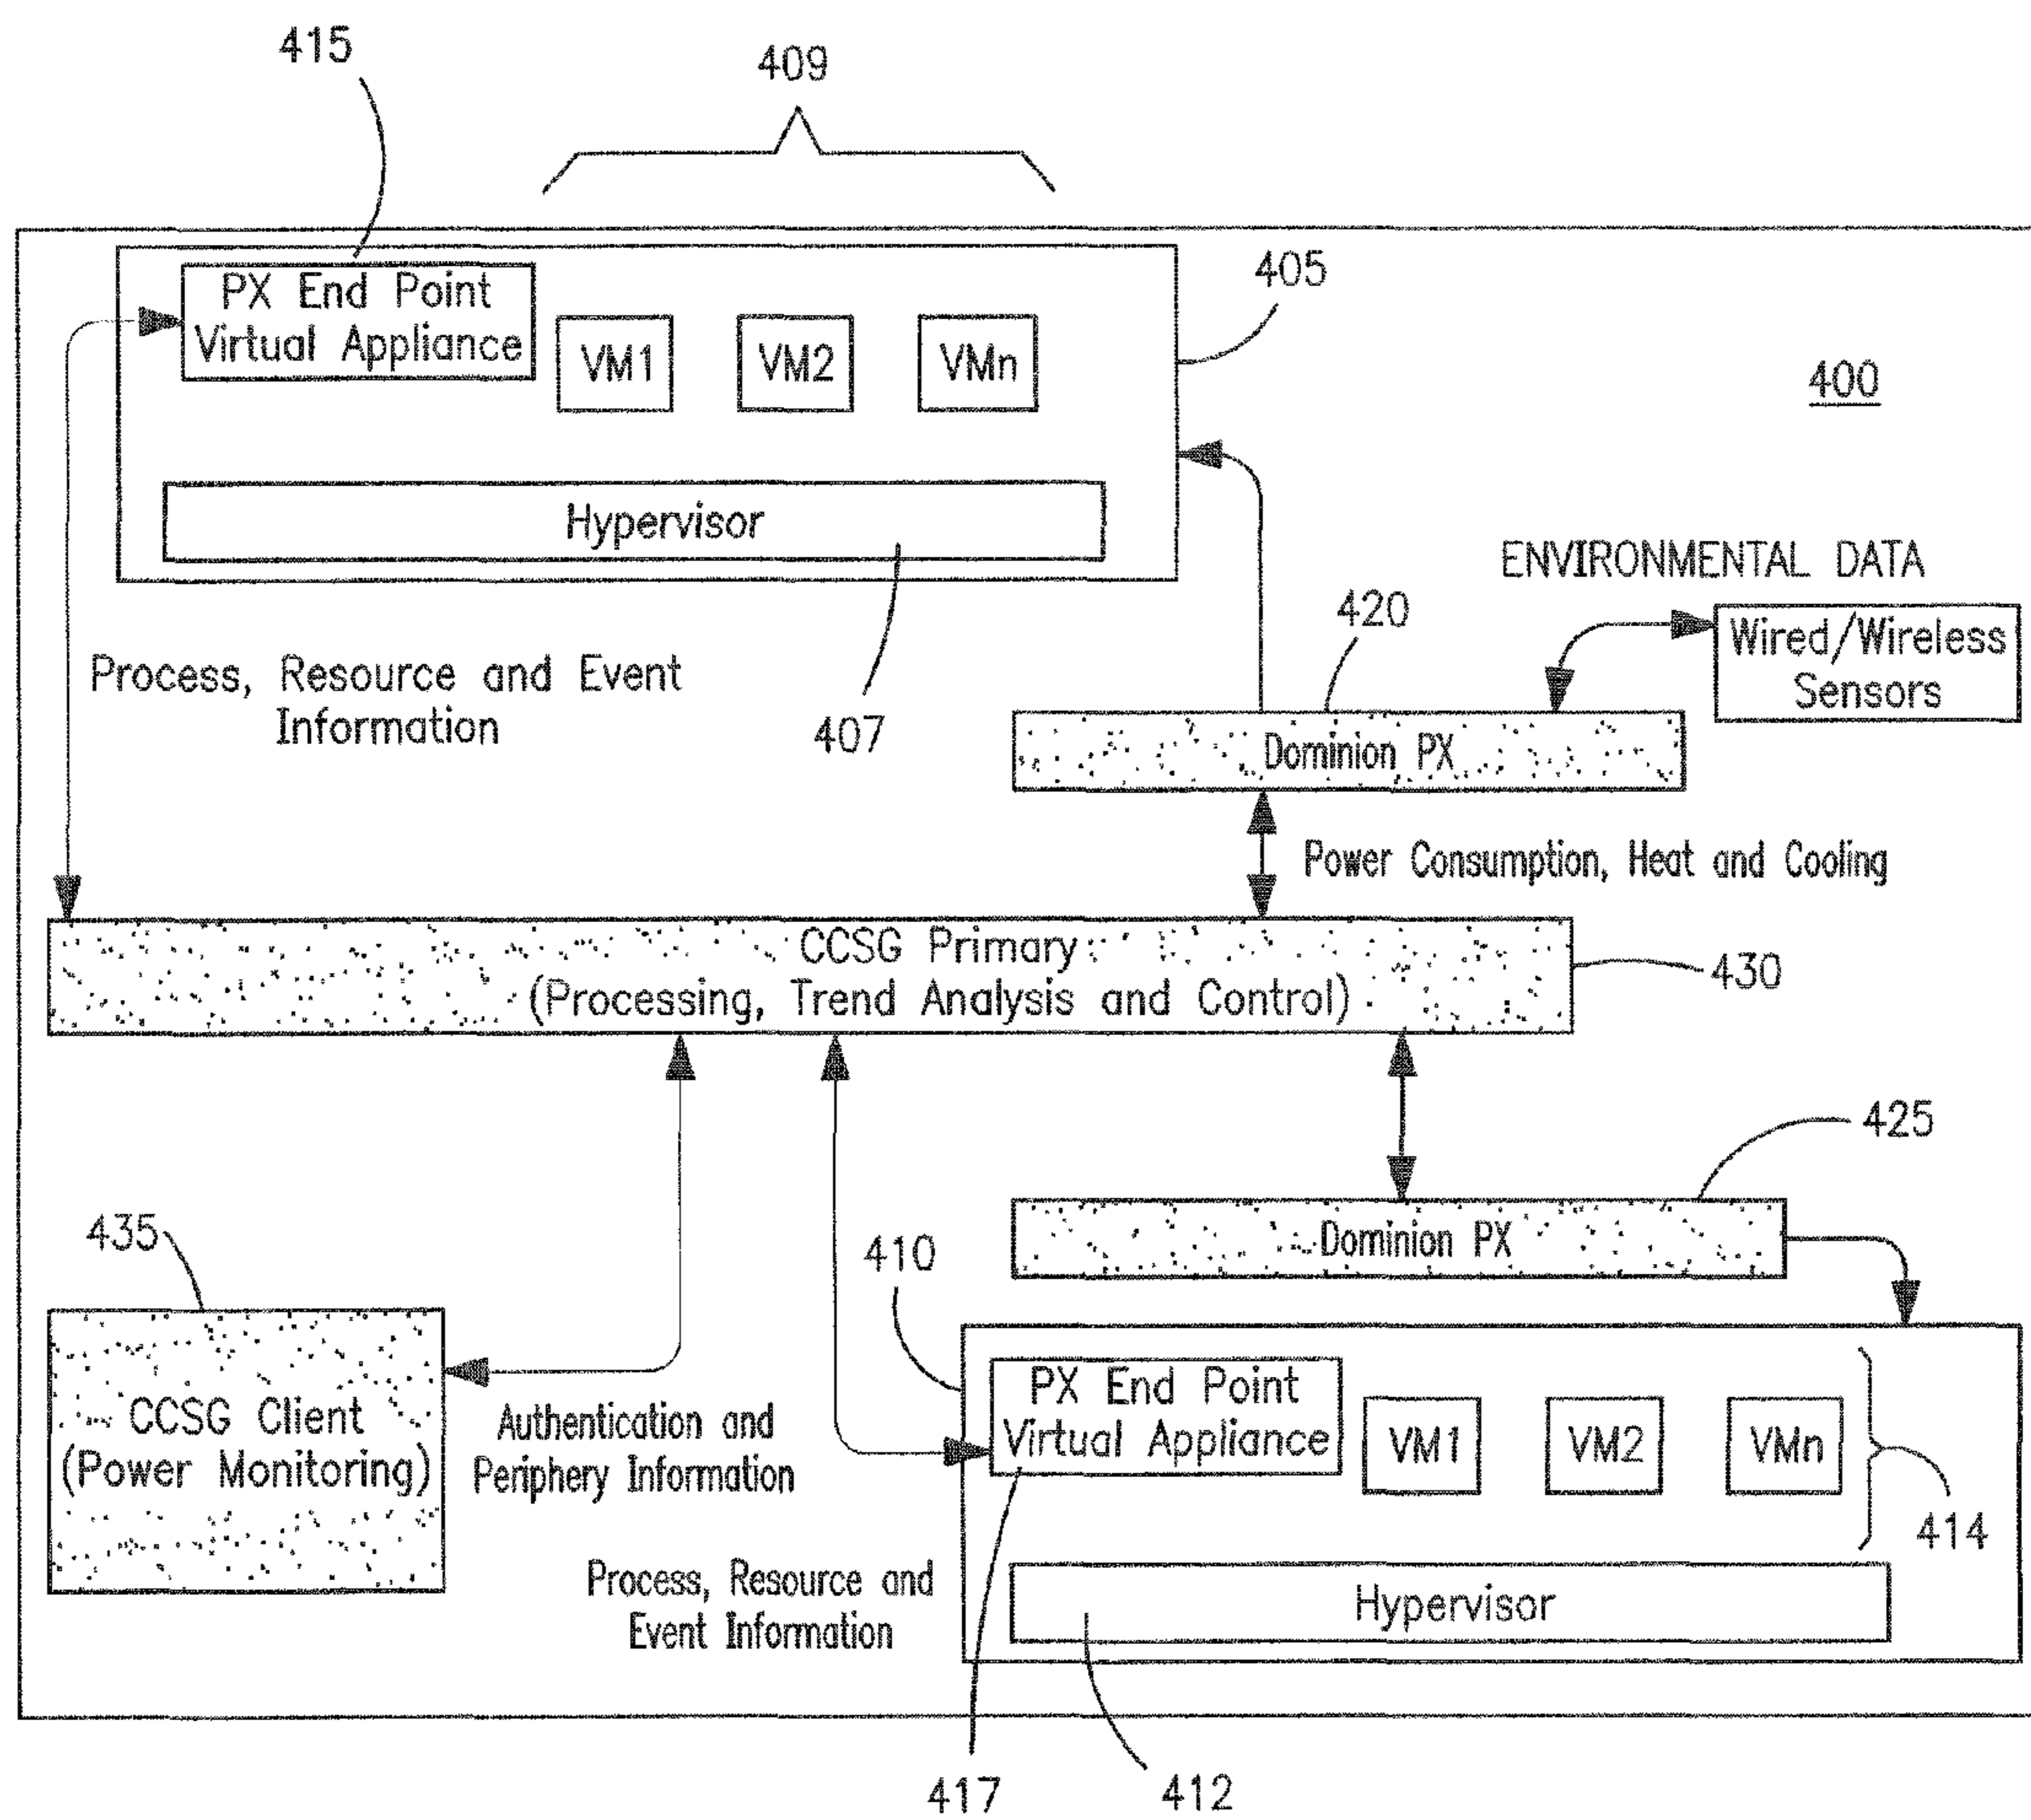 415
409
PX End Point
Virtual Appliance
VM1
VM2
VMn
405
400
Hypervisor
407
ENVIRONMENTAL DATA
420
Wired/Wireless
Sensors
Process, Resource and Event
Information
Dominion PX
Power Consumption, Heat and Cooling
CCSG Primary
(Processing, Trend Analysis and Control)
430
425
435
410
Dominion PX
CCSG Client
(Power Monitoring)
Authentication and
Periphery Information
PX End Point
Virtual Appliance
VM1
VM2
VMn
414
Process, Resource and
Event Information
Hypervisor
417
412